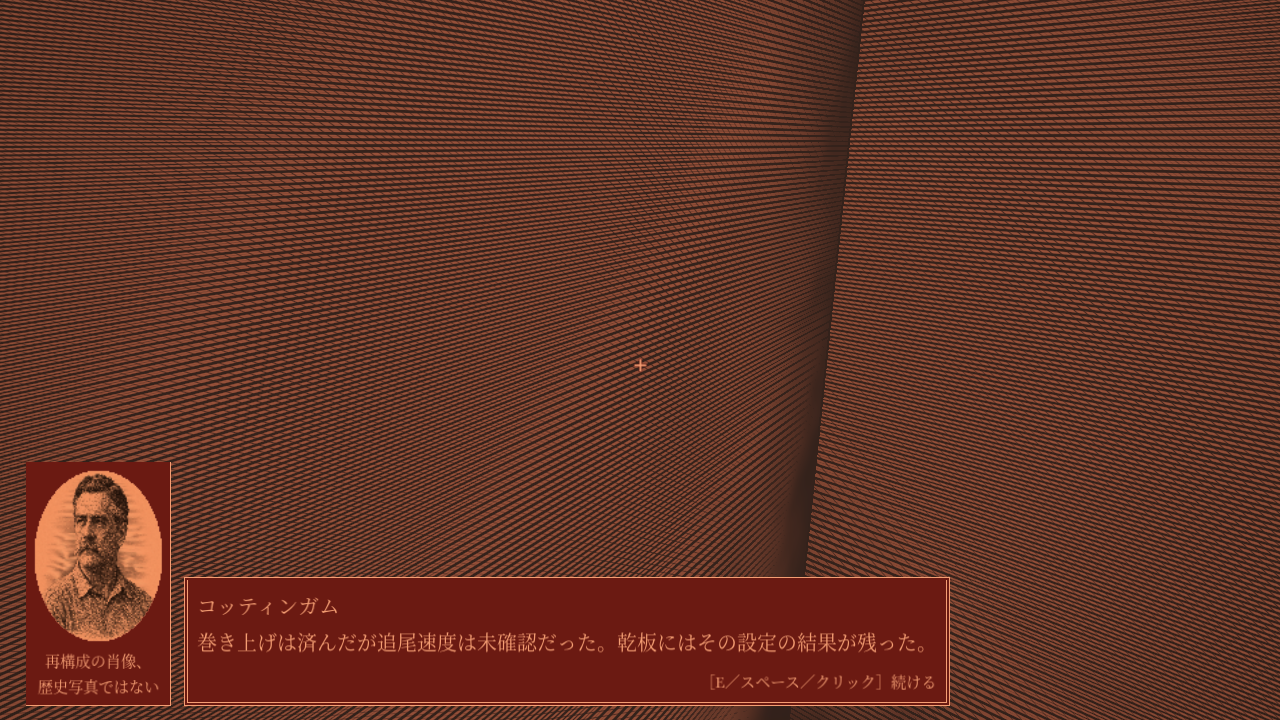 コッティンガム
巻き上げは済んだが追尾速度は未確認だった。乾板にはその設定の結果が残った。
［E／スペース／クリック］続ける
再構成の肖像、
歴史写真ではない